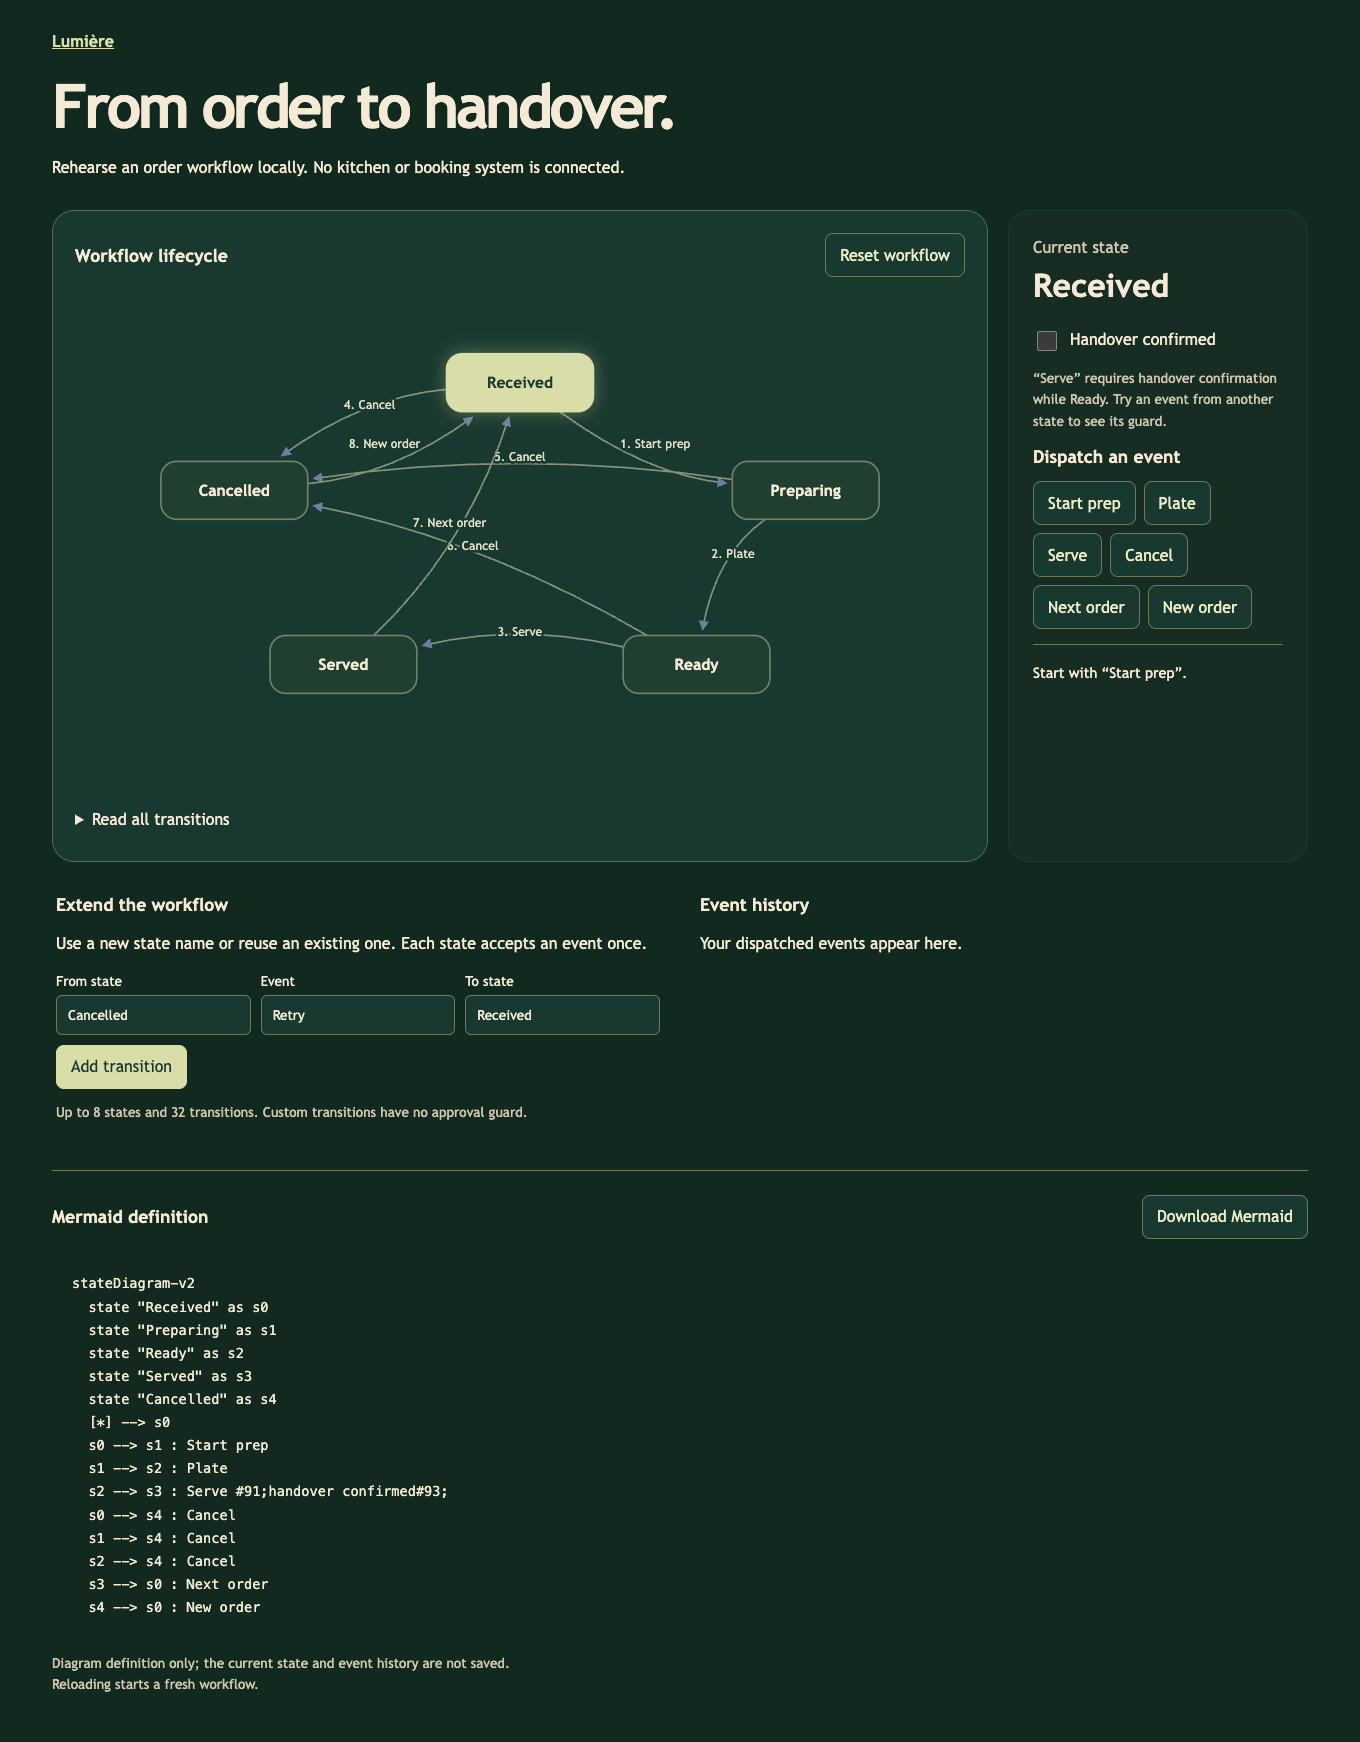 Lumière
From order to handover.
Rehearse an order workflow locally. No kitchen or booking system is connected.
Workflow lifecycle
Reset workflow
Received
4. Cancel
8. New order
1. Start prep
5. Cancel
Cancelled
Preparing
7. Next order
6. Cancel
2. Plate
3. Serve
Served
Ready
Read all transitions
Current state
Received
Handover confirmed
“Serve” requires handover confirmation
while Ready. Try an event from another
state to see its guard.
Dispatch an event
Start prep
Plate
Serve
Cancel
Next order
New order
Start with “Start prep”.
Extend the workflow
Use a new state name or reuse an existing one. Each state accepts an event once.
From state
Event
To state
Cancelled
Retry
Received
Add transition
Up to 8 states and 32 transitions. Custom transitions have no approval guard.
Event history
Your dispatched events appear here.
Mermaid definition
Download Mermaid
stateDiagram-v2
state "Received" as s0
state "Preparing" as s1
state "Ready" as s2
state "Served" as s3
state "Cancelled" as s4
[*] --> s0
s0 --> s1 : Start prep
s1 --> s2 : Plate
s2 --> s3 : Serve #91;handover confirmed#93;
s0 --> s4 : Cancel
s1 --> s4 : Cancel
s2 --> s4 : Cancel
s3 --> s0 : Next order
s4 --> s0 : New order
Diagram definition only; the current state and event history are not saved.
Reloading starts a fresh workflow.